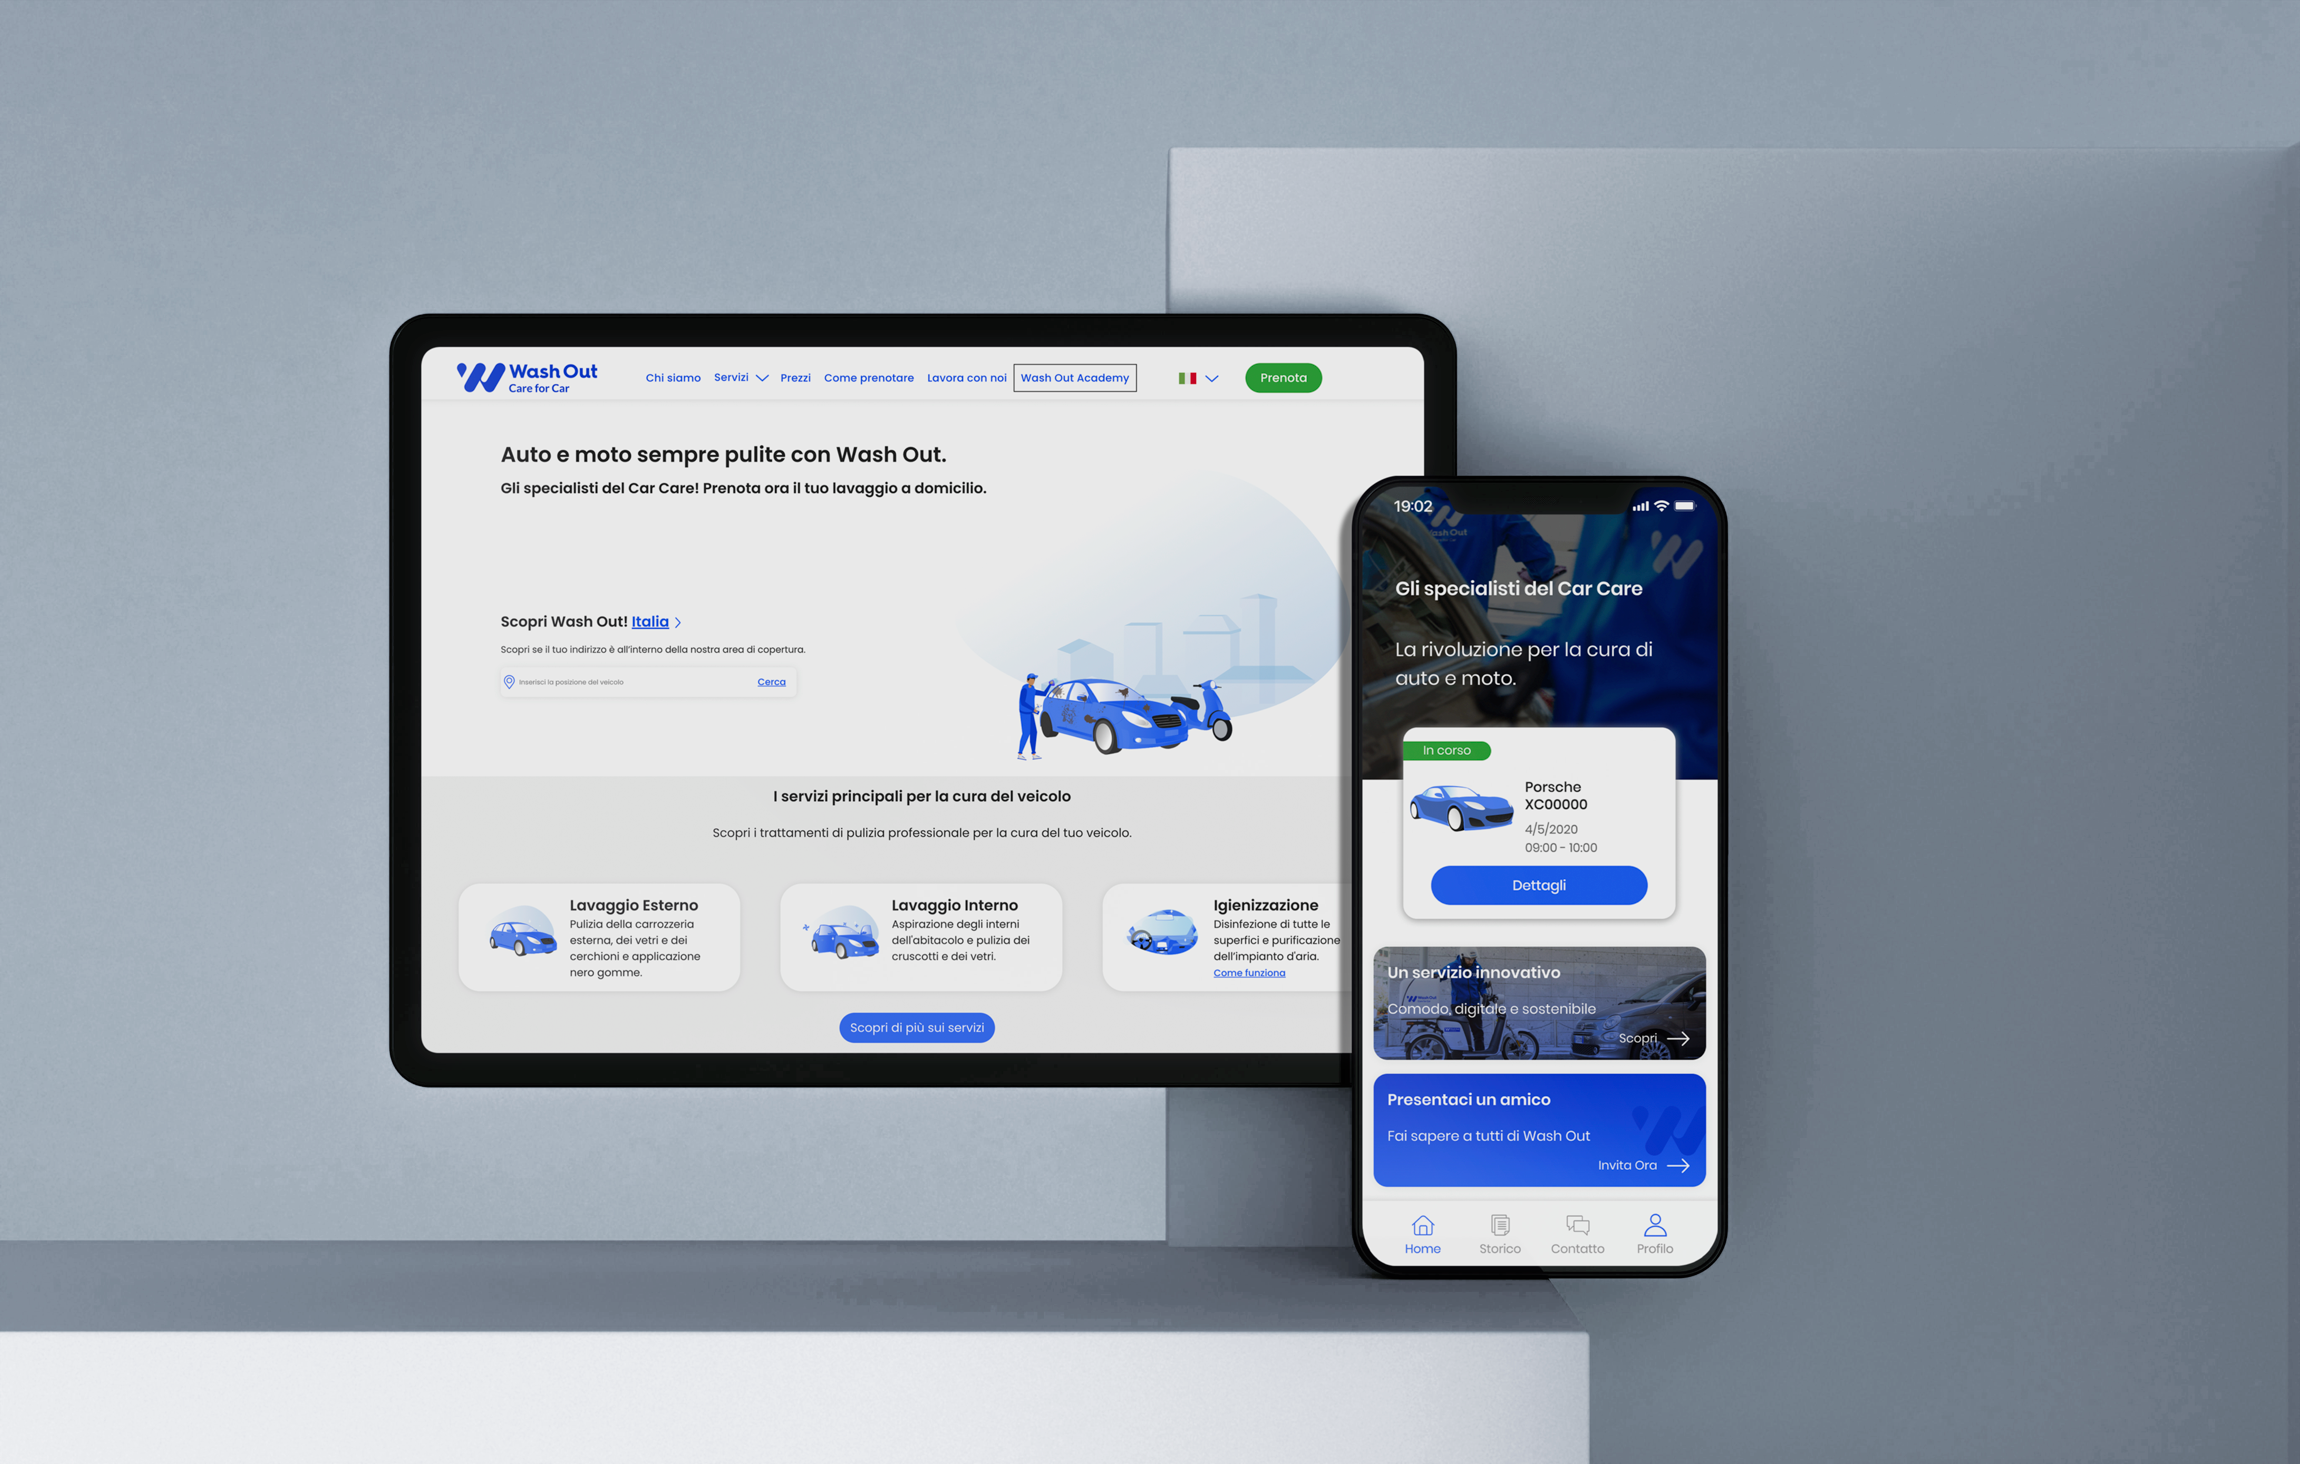 Wash Out
Care for Car
Chi siamo
Servizi
Prezzi
Come prenotare
Lavora con noi
Wash Out Academy
Prenota
Auto e moto sempre pulite con Wash Out.
Gli specialisti del Car Care! Prenota ora il tuo lavaggio a domicilio.
Scopri Wash Out! Italia
Scopri se il tuo indirizzo è all'interno della nostra area di copertura.
Inserisci la posizione del veicolo
Cerca
I servizi principali per la cura del veicolo
Scopri i trattamenti di pulizia professionale per la cura del tuo veicolo.
Lavaggio Esterno
Pulizia della carrozzeria
esterna, dei vetri e dei
cerchioni e applicazione
nero gomme.
Lavaggio Interno
Aspirazione degli interni
dell'abitacolo e pulizia dei
cruscotti e dei vetri.
Igienizzazione
Disinfezione di tutte le
superfici e purificazione
dell'impianto d'aria.
Come funziona
Scopri di più sui servizi
19:02
Gli specialisti del Car Care
La rivoluzione per la cura di
auto e moto.
In corso
Porsche
XC00000
4/5/2020
09:00 - 10:00
Dettagli
Un servizio innovativo
Wash Out
Comodo, digitale e sostenibile
Scopri
Presentaci un amico
Fai sapere a tutti di Wash Out
Invita Ora
Home
Storico
Contatto
Profilo